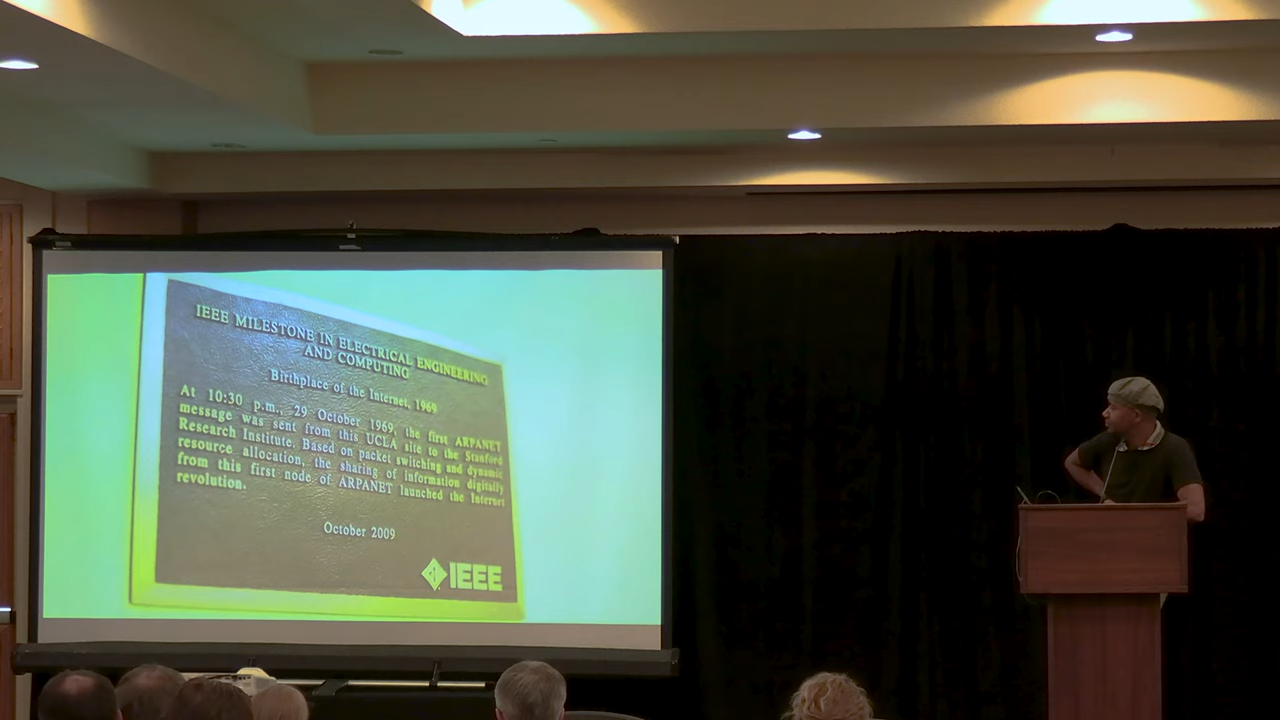 IEEE MILESTONE IN ELECTRICAL ENGINEERING
AND COMPUTING
Birthplace of the Internet, 1969
At 10:30 p.m., 29 October 1969, the first ARPANET
message was sent from this UCLA site to the Stanford
Research Institute. Based on packet switching and dynamic
resource allocation, the sharing of information digitally
from this first node of ARPANET launched the Internet
revolution.
October 2009
IEEE